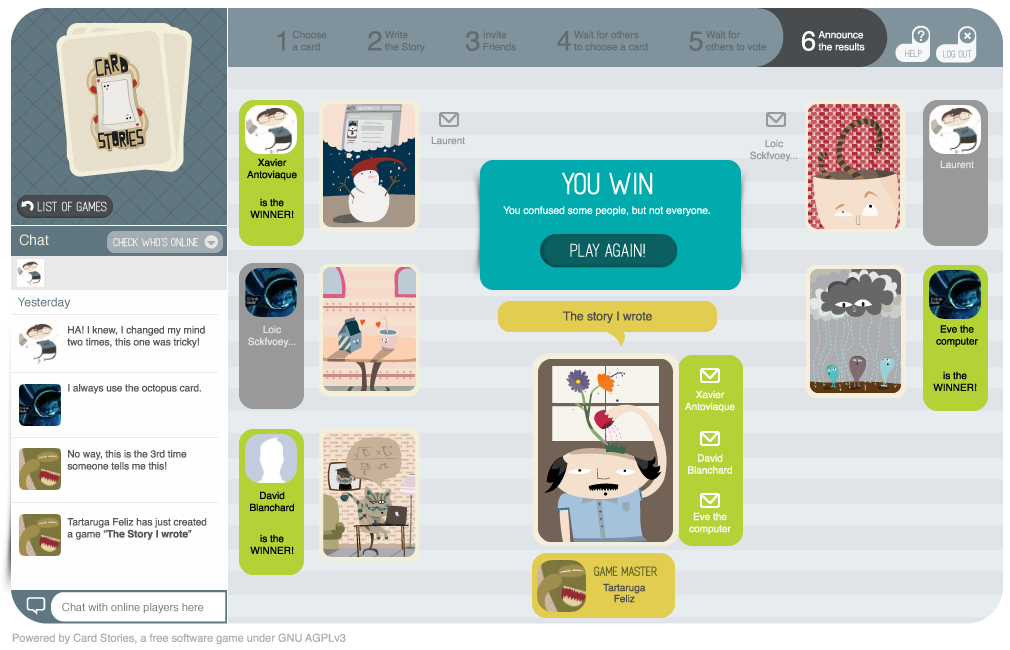 CARD
STORIES
LIST OF GAMES
1 Choose
a card
2 Write
the Story
3 Invite
Friends
4 Wait for others
to choose a card
5 Wait for
others to vote
6 Announce
the results
?
HELP
×
LOG OUT
Chat
CHECK WHO'S ONLINE
Yesterday
HA! I knew, I changed my mind
two times, this one was tricky!
I always use the octopus card.
No way, this is the 3rd time
someone tells me this!
Tartaruga Feliz has just created
a game "The Story I wrote"
Chat with online players here
Xavier
Antoviaque
is the
WINNER!
Laurent
Loic
Sckfvoey...
David
Blanchard
is the
WINNER!
YOU WIN
You confused some people, but not everyone.
PLAY AGAIN!
The story I wrote
Xavier
Antoviaque
David
Blanchard
Eve the
computer
GAME MASTER
Tartaruga
Feliz
Loic
Sckfvoey...
Laurent
Eve the
computer
is the
WINNER!
Powered by Card Stories, a free software game under GNU AGPLv3